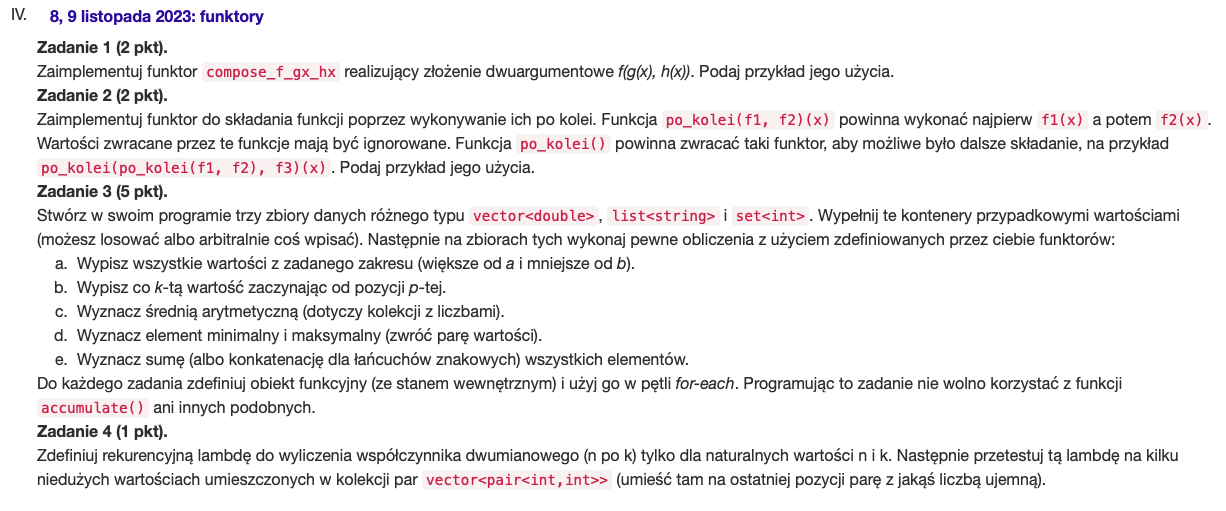 IV. 8, 9 listopada 2023: funktory
Zadanie 1 (2 pkt).
Zaimplementuj funktor compose_f_gx_hx realizujący złożenie dwuargumentowe f(g(x), h(x)). Podaj przykład jego użycia.
Zadanie 2 (2 pkt).
Zaimplementuj funktor do składania funkcji poprzez wykonywanie ich po kolei. Funkcja po_kolei(f1, f2)(x) powinna wykonać najpierw f1(x) a potem f2(x).
Wartości zwracane przez te funkcje mają być ignorowane. Funkcja po_kolei() powinna zwracać taki funktor, aby możliwe było dalsze składanie, na przykład
po_kolei(po_kolei(f1, f2), f3)(x). Podaj przykład jego użycia.
Zadanie 3 (5 pkt).
Stwórz w swoim programie trzy zbiory danych różnego typu vector<double>, list<string> i set<int>. Wypełnij te kontenery przypadkowymi wartościami
(możesz losować albo arbitralnie coś wpisać). Następnie na zbiorach tych wykonaj pewne obliczenia z użyciem zdefiniowanych przez ciebie funktorów:
a. Wypisz wszystkie wartości z zadanego zakresu (większe od a i mniejsze od b).
b. Wypisz co k-tą wartość zaczynając od pozycji p-tej.
c. Wyznacz średnią arytmetyczną (dotyczy kolekcji z liczbami).
d. Wyznacz element minimalny i maksymalny (zwróć parę wartości).
e. Wyznacz sumę (albo konkatenację dla łańcuchów znakowych) wszystkich elementów.
Do każdego zadania zdefiniuj obiekt funkcyjny (ze stanem wewnętrznym) i użyj go w pętli for-each. Programując to zadanie nie wolno korzystać z funkcji
accumulate() ani innych podobnych.
Zadanie 4 (1 pkt).
Zdefiniuj rekurencyjną lambdę do wyliczenia współczynnika dwumianowego (n po k) tylko dla naturalnych wartości n i k. Następnie przetestuj tą lambdę na kilku
niedużych wartościach umieszczonych w kolekcji par vector<pair<int,int>> (umieść tam na ostatniej pozycji parę z jakąś liczbą ujemną).